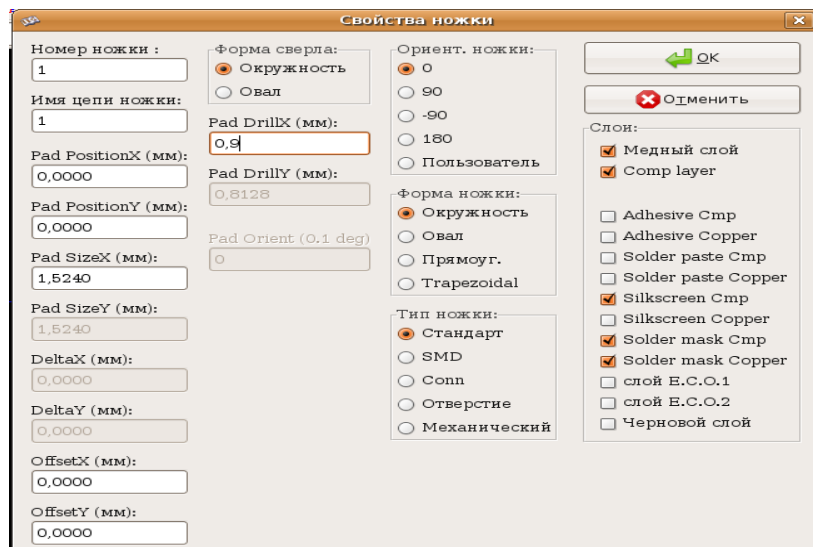 Свойства ножки
Номер ножки :
1
Имя цепи ножки:
1
Pad PositionX (мм):
0,0000
Pad PositionY (мм):
0,0000
Pad SizeX (мм):
1,5240
Pad SizeY (мм):
1,5240
DeltaX (мм):
0,0000
DeltaY (мм):
0,0000
OffsetX (мм):
0,0000
OffsetY (мм):
0,0000
Форма сверла:
Окружность
Овал
Pad DrillX (мм):
0,9
Pad DrillY (мм):
0,8128
Pad Orient (0.1 deg)
0
Ориент. ножки:
0
90
-90
180
Пользователь
Форма ножки:
Окружность
Овал
Прямоуг.
Trapezoidal
Тип ножки:
Стандарт
SMD
Conn
Отверстие
Механический
OK
Отменить
Слои:
Медный слой
Comp layer
Adhesive Cmp
Adhesive Copper
Solder paste Cmp
Solder paste Copper
Silkscreen Cmp
Silkscreen Copper
Solder mask Cmp
Solder mask Copper
слой E.C.O.1
слой E.C.O.2
Черновой слой